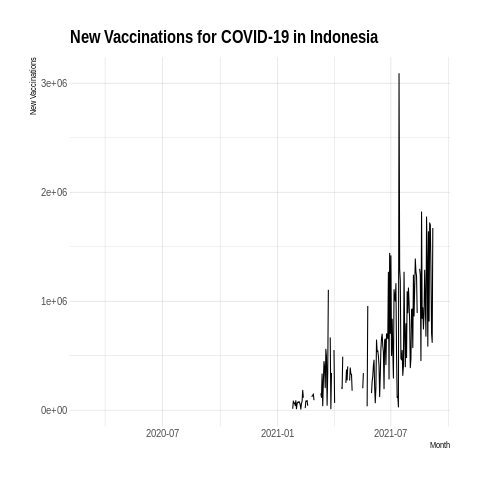 New Vaccinations for COVID-19 in Indonesia
New Vaccinations
3e+06
2e+06
1e+06
0e+00
2020-07 2021-01 2021-07
Month